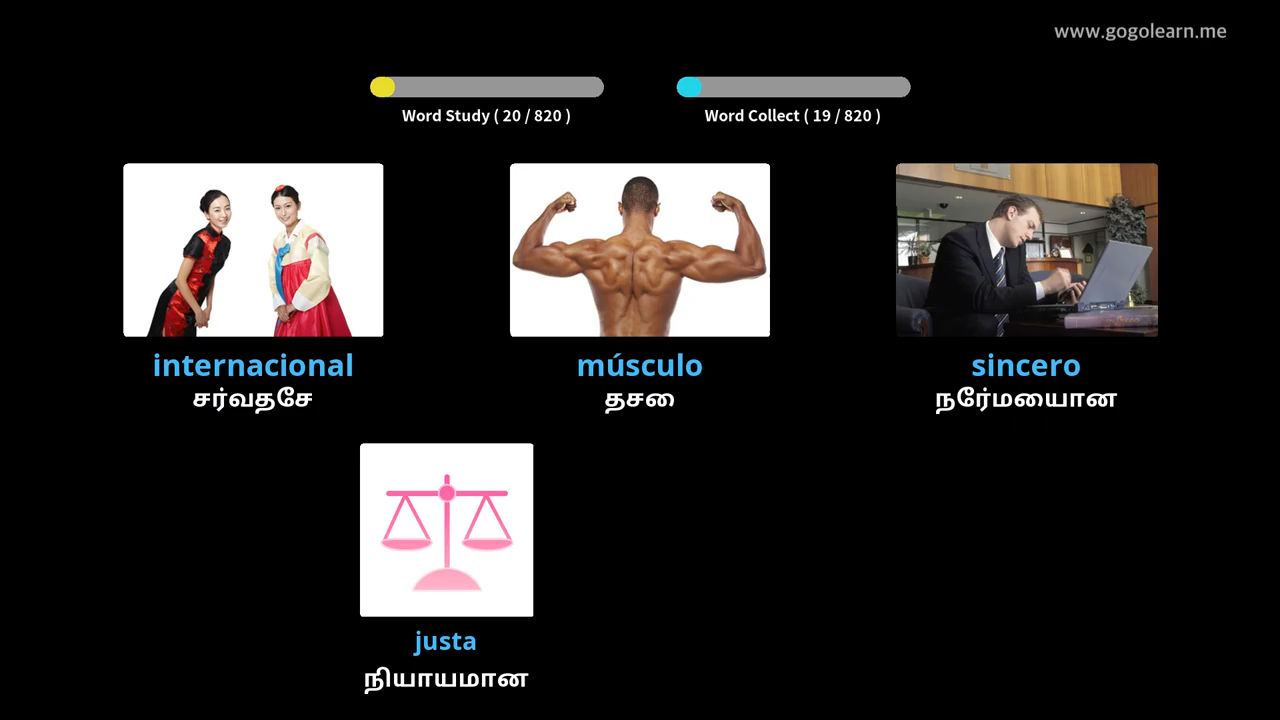 www.gogolearn.me
Word Study ( 20 / 820 )
Word Collect ( 19 / 820 )
internacional
músculo
sincero
சர்வதசே
தசை
நேர்மையான
justa
நியாயமான